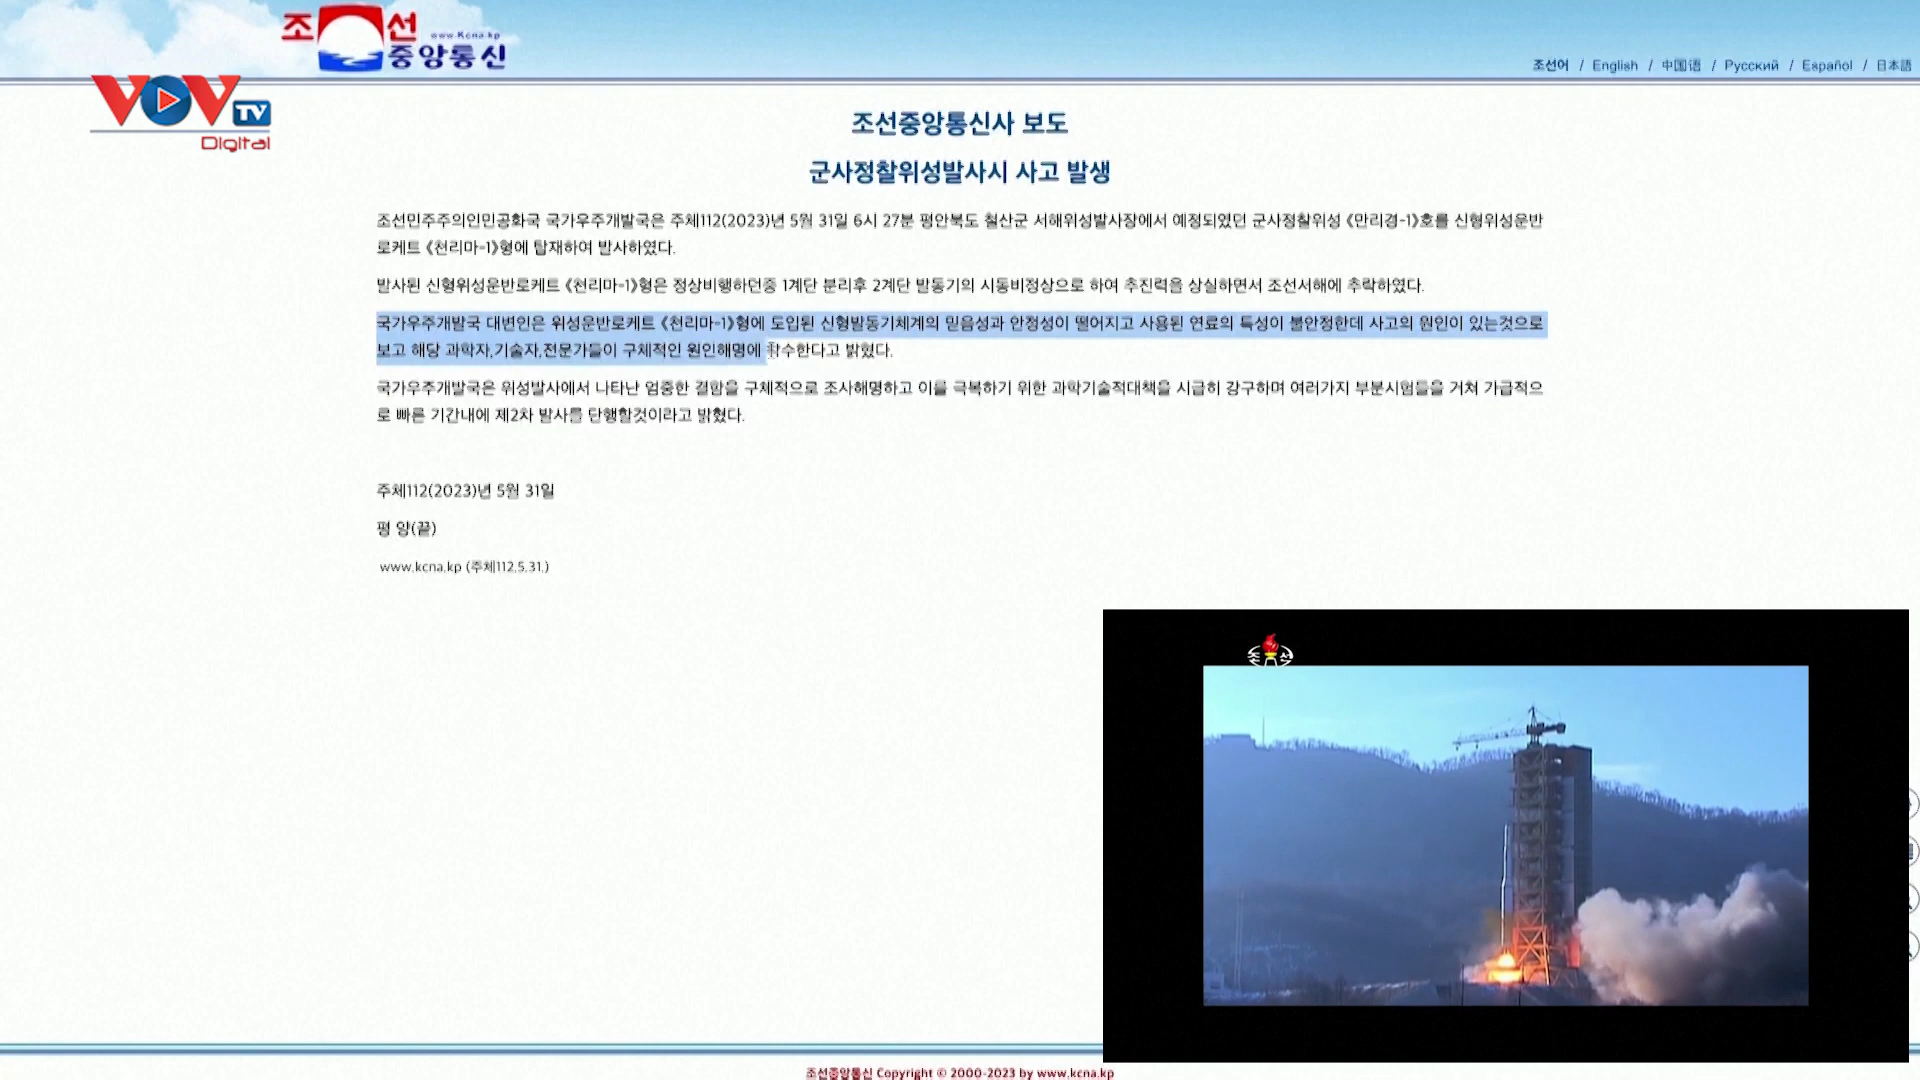 조선
www.Kcna.kp
중앙통신
조선어 / English / 中国语 / Русский / Español / 日本語
VOV TV
Digital
조선중앙통신사 보도
군사정찰위성발사시 사고 발생
조선민주주의인민공화국 국가우주개발국은 주체112(2023)년 5월 31일 6시 27분 평안북도 철산군 서해위성발사장에서 예정되였던 군사정찰위성 《만리경-1》호를 신형위성운반
로케트 《천리마-1》형에 탑재하여 발사하였다.
발사된 신형위성운반로케트 《천리마-1》형은 정상비행하던중 1계단 분리후 2계단 발동기의 시동비정상으로 하여 추진력을 상실하면서 조선서해에 추락하였다.
국가우주개발국 대변인은 위성운반로케트 《천리마-1》형에 도입된 신형발동기체계의 믿음성과 안정성이 떨어지고 사용된 연료의 특성이 불안정한데 사고의 원인이 있는것으로
보고 해당 과학자,기술자,전문가들이 구체적인 원인해명에 착수한다고 밝혔다.
국가우주개발국은 위성발사에서 나타난 엄중한 결함을 구체적으로 조사해명하고 이를 극복하기 위한 과학기술적대책을 시급히 강구하며 여러가지 부분시험들을 거쳐 가급적으
로 빠른 기간내에 제2차 발사를 단행할것이라고 밝혔다.
주체112(2023)년 5월 31일
평 양(끝)
www.kcna.kp (주체112.5.31.)
조선
조선중앙통신 Copyright © 2000-2023 by www.kcna.kp